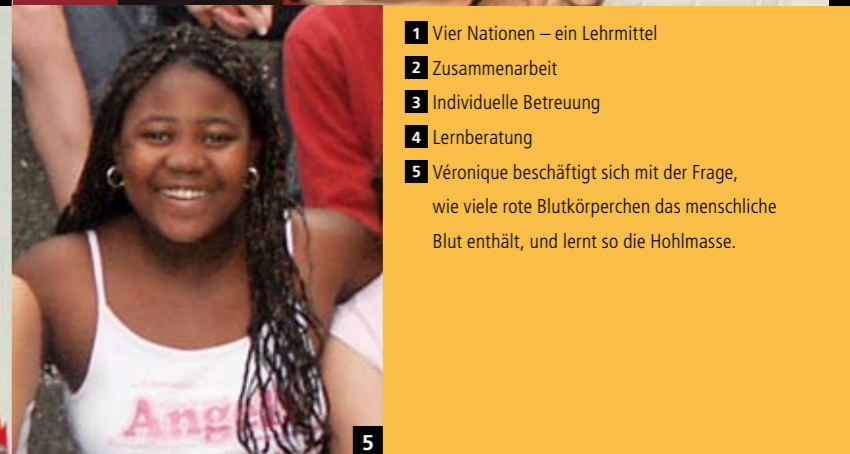 1 Vier Nationen – ein Lehrmittel
2 Zusammenarbeit
3 Individuelle Betreuung
4 Lernberatung
5 Véronique beschäftigt sich mit der Frage,
wie viele rote Blutkörperchen das menschliche
Blut enthält, und lernt so die Hohlmasse.
5